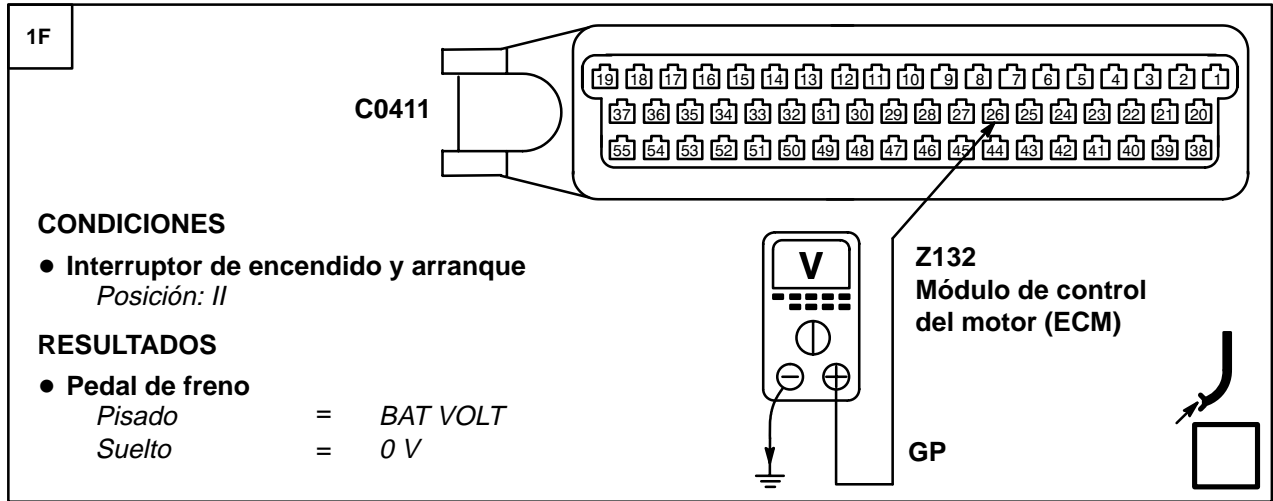 1F
C0411
19 18 17 16 15 14 13 12 11 10 9 8 7 6 5 4 3 2 1
37 36 35 34 33 32 31 30 29 28 27 26 25 24 23 22 21 20
55 54 53 52 51 50 49 48 47 46 45 44 43 42 41 40 39 38
CONDICIONES
● Interruptor de encendido y arranque
Posición: II
RESULTADOS
● Pedal de freno
Pisado = BAT VOLT
Suelto = 0 V
V
Z132
Módulo de control
del motor (ECM)
GP